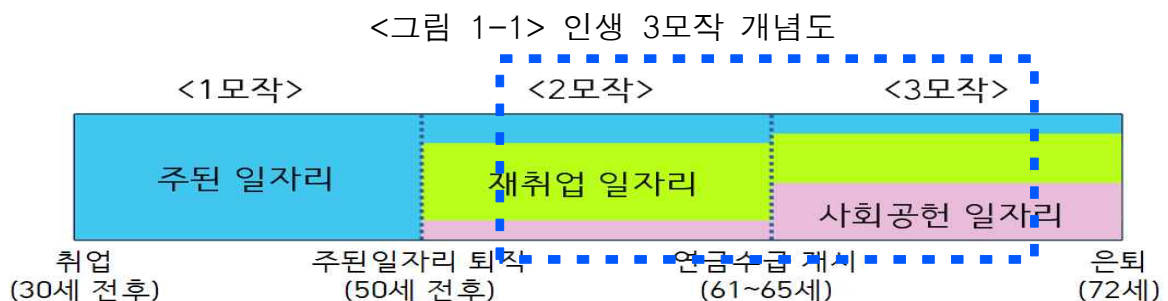 <그림 1-1> 인생 3모작 개념도
<1모작> <2모작> <3모작>
주된 일자리 재취업 일자리 사회공헌 일자리
취업 주된일자리 퇴직 연금수급 개시 은퇴
(30세 전후) (50세 전후) (61~65세) (72세)